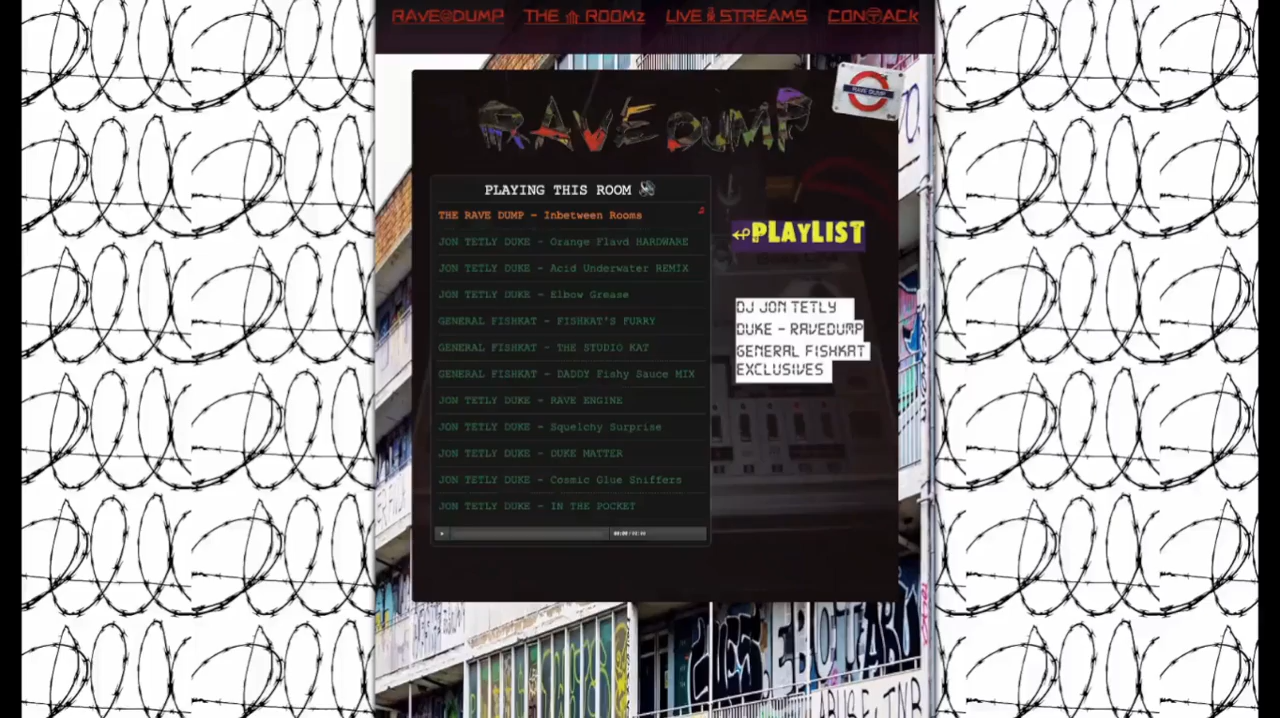 RAVE DUMP THE ROOMz LIVE STREAMS CONTACK
RAVE DUMP
RAVE DUMP
PLAYING THIS ROOM
THE RAVE DUMP - Inbetween Rooms
JON TETLY DUKE - Orange Flavd HARDWARE
JON TETLY DUKE - Acid Underwater REMIX
JON TETLY DUKE - Elbow Grease
GENERAL FISHKAT - FISHKAT'S FURRY
GENERAL FISHKAT - THE STUDIO KAT
GENERAL FISHKAT - DADDY Fishy Sauce MIX
JON TETLY DUKE - RAVE ENGINE
JON TETLY DUKE - Squelchy Surprise
JON TETLY DUKE - DUKE MATTER
JON TETLY DUKE - Cosmic Glue Sniffers
JON TETLY DUKE - IN THE POCKET
00:00/00:00
PLAYLIST
DJ JON TETLY
DUKE - RAVEDUMP
GENERAL FISHKAT
EXCLUSIVES